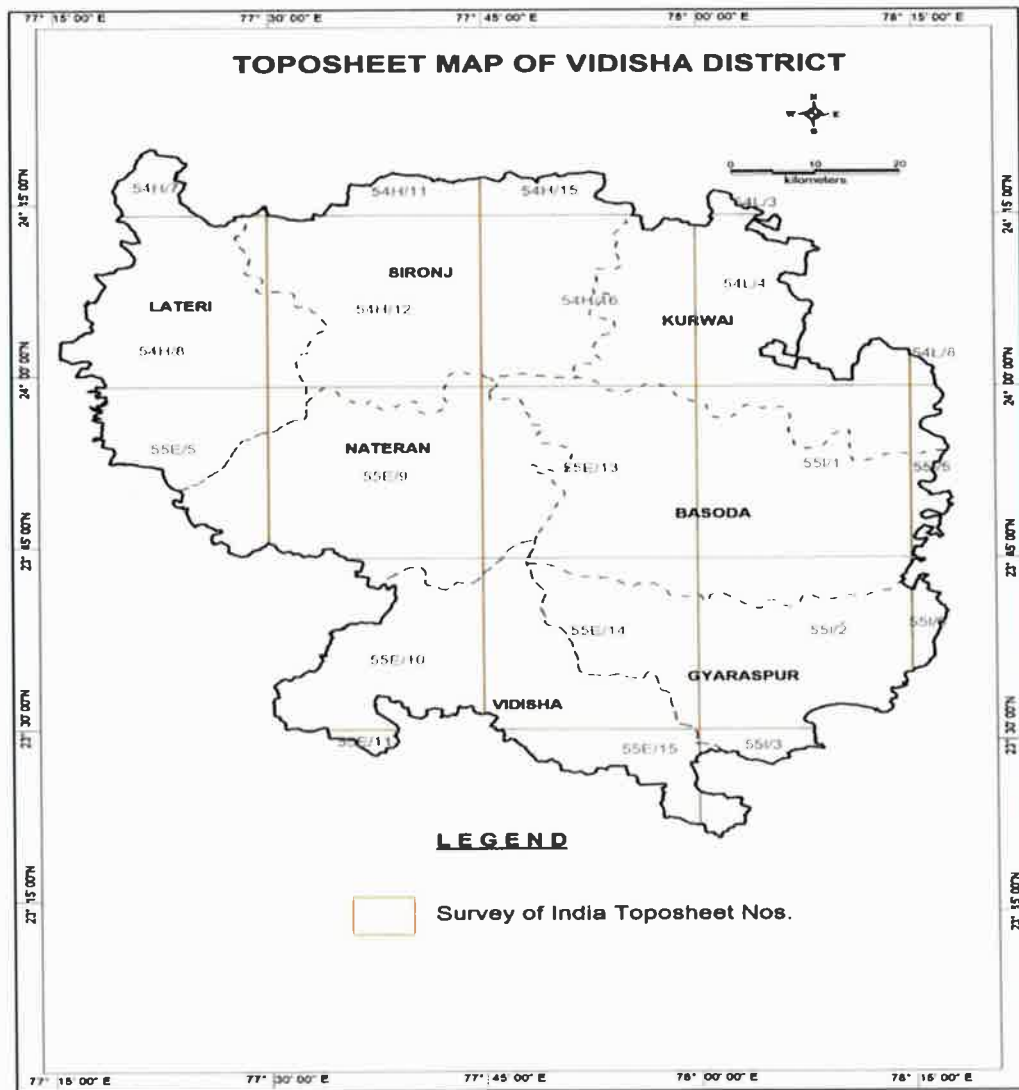 77° 15' 00" E 77° 30' 00" E 77° 45' 00" E 78° 00' 00" E 78° 15' 00" E
TOPOSHEET MAP OF VIDISHA DISTRICT
N
W E
S
0 10 20
kilometers
54H/7 54H/11 54H/15 54L/3
24° 15' 00"N 24° 15' 00"N
SIRONJ
LATERI 54H/12 54H/16 54L/4
KURWAI
54H/8 54L/8
24° 00' 00"N 24° 00' 00"N
55E/5 NATERAN 55E/9 55E/13 55I/1 55I/5
BASODA
23° 45' 00"N 23° 45' 00"N
55E/14 55I/2
55E/10 GYARASPUR
VIDISHA
23° 30' 00"N 23° 30' 00"N
55E/11 55E/15 55I/3
LEGEND
Survey of India Toposheet Nos.
23° 15' 00"N 23° 15' 00"N
77° 15' 00" E 77° 30' 00" E 77° 45' 00" E 78° 00' 00" E 78° 15' 00" E